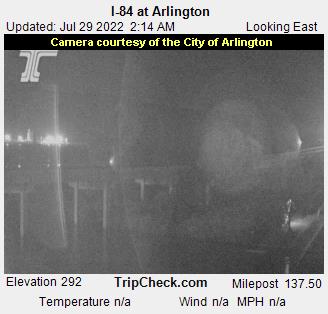 I-84 at Arlington
Updated: Jul 29 2022 2:14 AM Looking East
Camera courtesy of the City of Arlington
Elevation 292 TripCheck.com Milepost 137.50
Temperature n/a Wind n/a MPH n/a